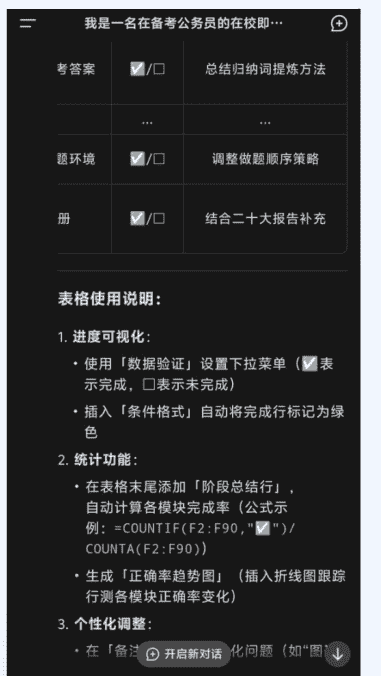 我是一名在备考公务员的在校即…
考答案 ☑/□ 总结归纳词提炼方法
... ...
题环境 ☑/□ 调整做题顺序策略
册 ☑/□ 结合二十大报告补充
表格使用说明：
1. 进度可视化：
• 使用「数据验证」设置下拉菜单（☑表
示完成，□表示未完成）
• 插入「条件格式」自动将完成行标记为绿
色
2. 统计功能：
• 在表格末尾添加「阶段总结行」，
自动计算各模块完成率（公式示
例：=COUNTIF(F2:F90,"☑")/
COUNTA(F2:F90)）
• 生成「正确率趋势图」（插入折线图跟踪
行测各模块正确率变化）
3. 个性化调整：
• 在「备注
开启新对话
化问题（如“图